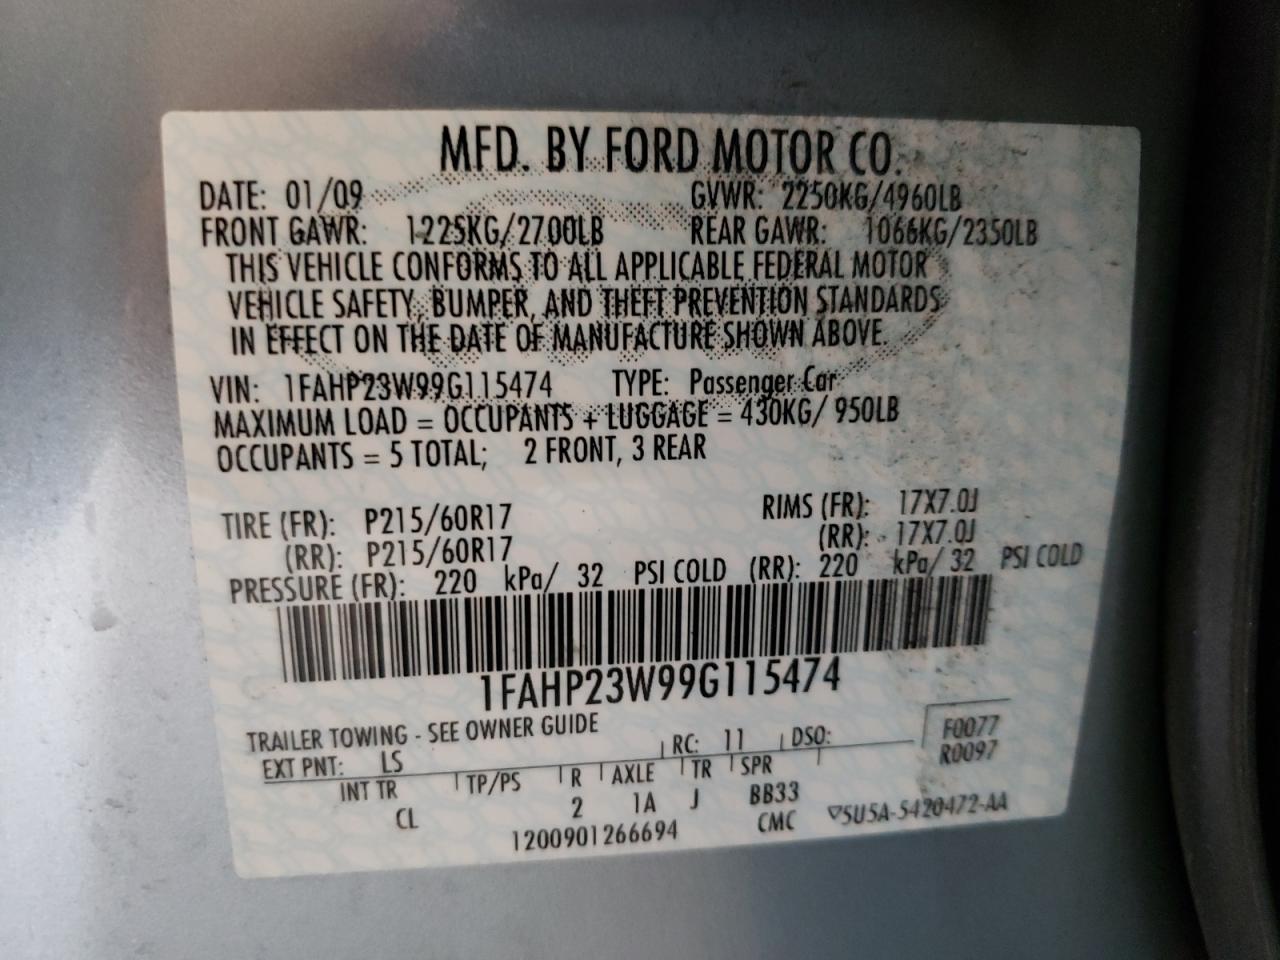 MFD. BY FORD MOTOR CO.
DATE: 01/09 GVWR: 2250KG/4960LB
FRONT GAWR: 1225KG/2700LB REAR GAWR: 1066KG/2350LB
THIS VEHICLE CONFORMS TO ALL APPLICABLE FEDERAL MOTOR
VEHICLE SAFETY, BUMPER, AND THEFT PREVENTION STANDARDS
IN EFFECT ON THE DATE OF MANUFACTURE SHOWN ABOVE.
VIN: 1FAHP23W99G115474 TYPE: Passenger Car
MAXIMUM LOAD = OCCUPANTS + LUGGAGE = 430KG/ 950LB
OCCUPANTS = 5 TOTAL; 2 FRONT, 3 REAR
TIRE (FR): P215/60R17 RIMS (FR): 17X7.0J
(RR): P215/60R17 (RR): 17X7.0J
PRESSURE (FR): 220 kPa/ 32 PSI COLD (RR): 220 kPa/ 32 PSI COLD
1FAHP23W99G115474
TRAILER TOWING - SEE OWNER GUIDE F0077
EXT PNT: LS RC: 11 DSO: R0097
INT TR TP/PS R AXLE TR SPR
CL 2 1A J BB33
1200901266694 CMC ▽5U5A-5420472-AA